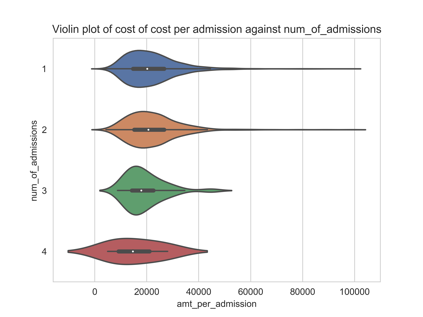 Violin plot of cost of cost per admission against num_of_admissions
num_of_admissions
1
2
3
4
0 20000 40000 60000 80000 100000
amt_per_admission